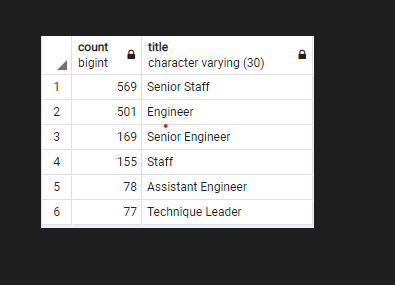 count title
bigint character varying (30)
1 569 Senior Staff
2 501 Engineer
3 169 Senior Engineer
4 155 Staff
5 78 Assistant Engineer
6 77 Technique Leader